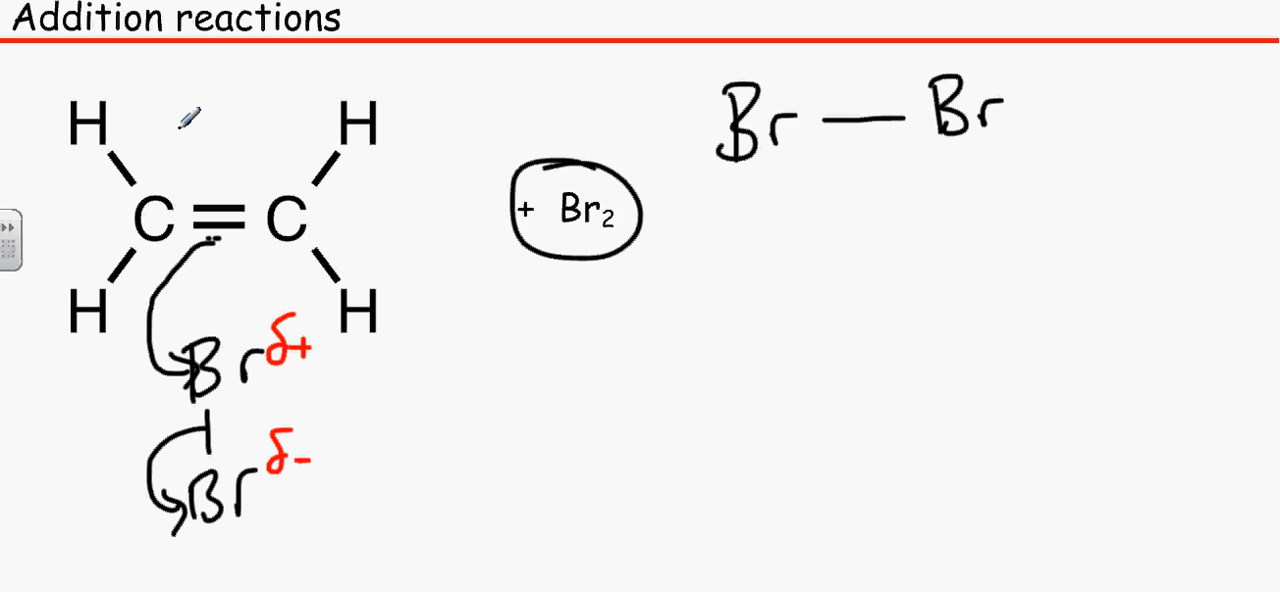 Addition reactions
Br — Br
H H
C = C
+ Br₂
H H
Br δ+
Br δ-